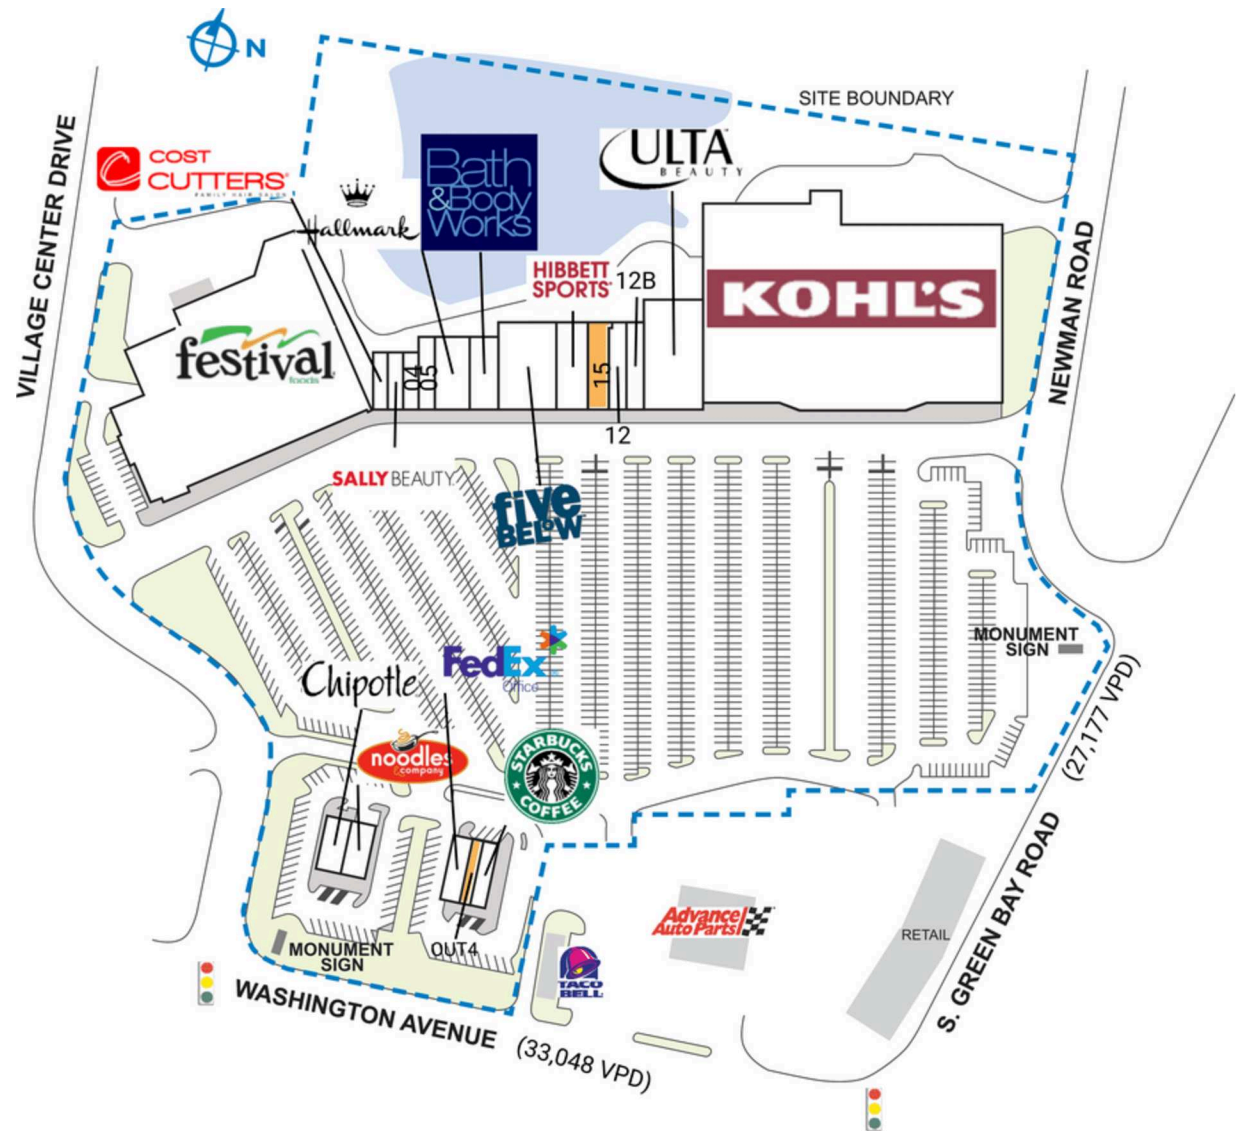 N
SITE BOUNDARY
VILLAGE CENTER DRIVE
COST
CUTTERS
FAMILY HAIR SALON
Hallmark
Bath
&Body
Works
ULTA
BEAUTY
HIBBETT
SPORTS
12B
KOHL'S
NEWMAN ROAD
festival
foods
04
05
15
12
SALLY BEAUTY
five
BELOW
MONUMENT
SIGN
Chipotle
FedEx
Office
noodles
& company
STARBUCKS
COFFEE
(27,177 VPD)
S. GREEN BAY ROAD
Advance
Auto Parts
RETAIL
MONUMENT
SIGN
OUT4
TACO
BELL
WASHINGTON AVENUE (33,048 VPD)